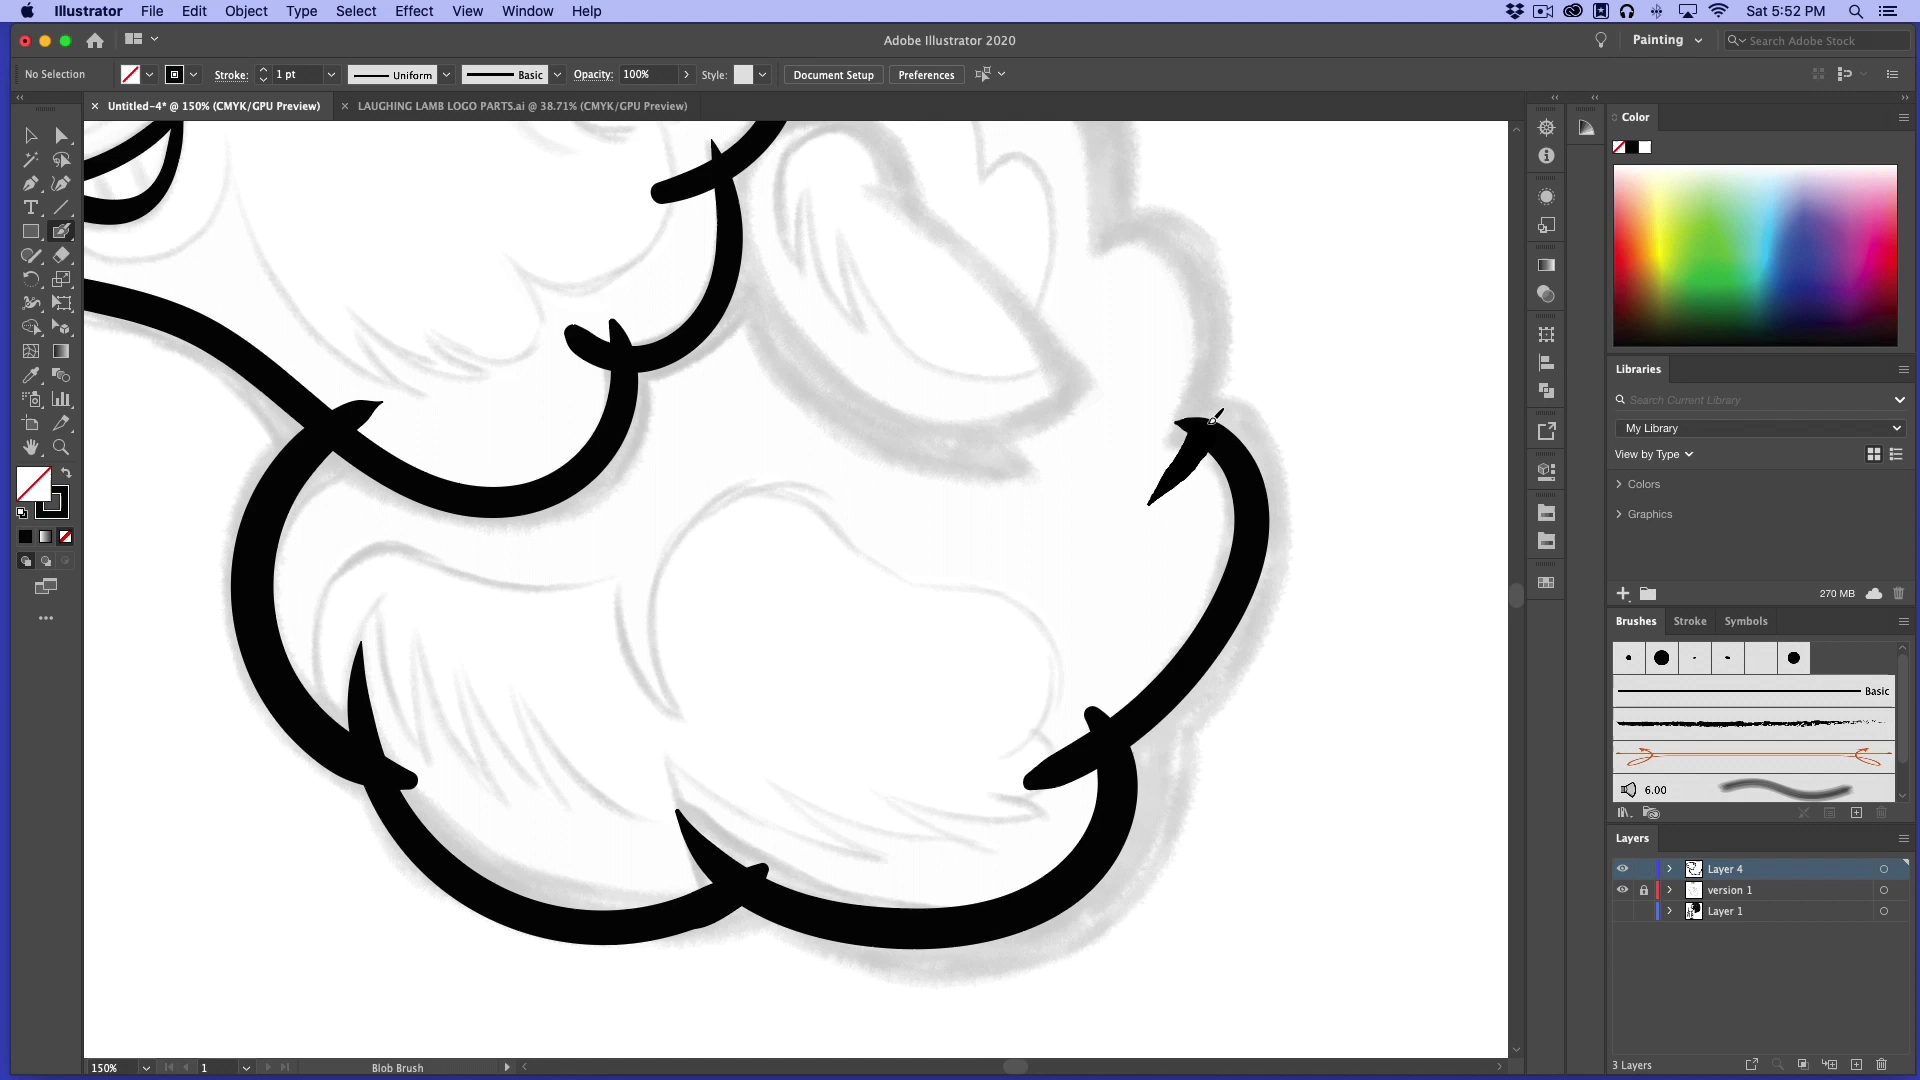 Illustrator File Edit Object Type Select Effect View Window Help
Sat 5:52 PM
Adobe Illustrator 2020
Painting
Search Adobe Stock
No Selection
Stroke: 1 pt
Uniform
Basic
Opacity: 100%
Style:
Document Setup
Preferences
Untitled-4* @ 150% (CMYK/GPU Preview)
LAUGHING LAMB LOGO PARTS.ai @ 38.71% (CMYK/GPU Preview)
Color
Libraries
Search Current Library
My Library
View by Type
Colors
Graphics
270 MB
Brushes Stroke Symbols
Basic
6.00
Layers
Layer 4
version 1
Layer 1
3 Layers
150%
1
Blob Brush